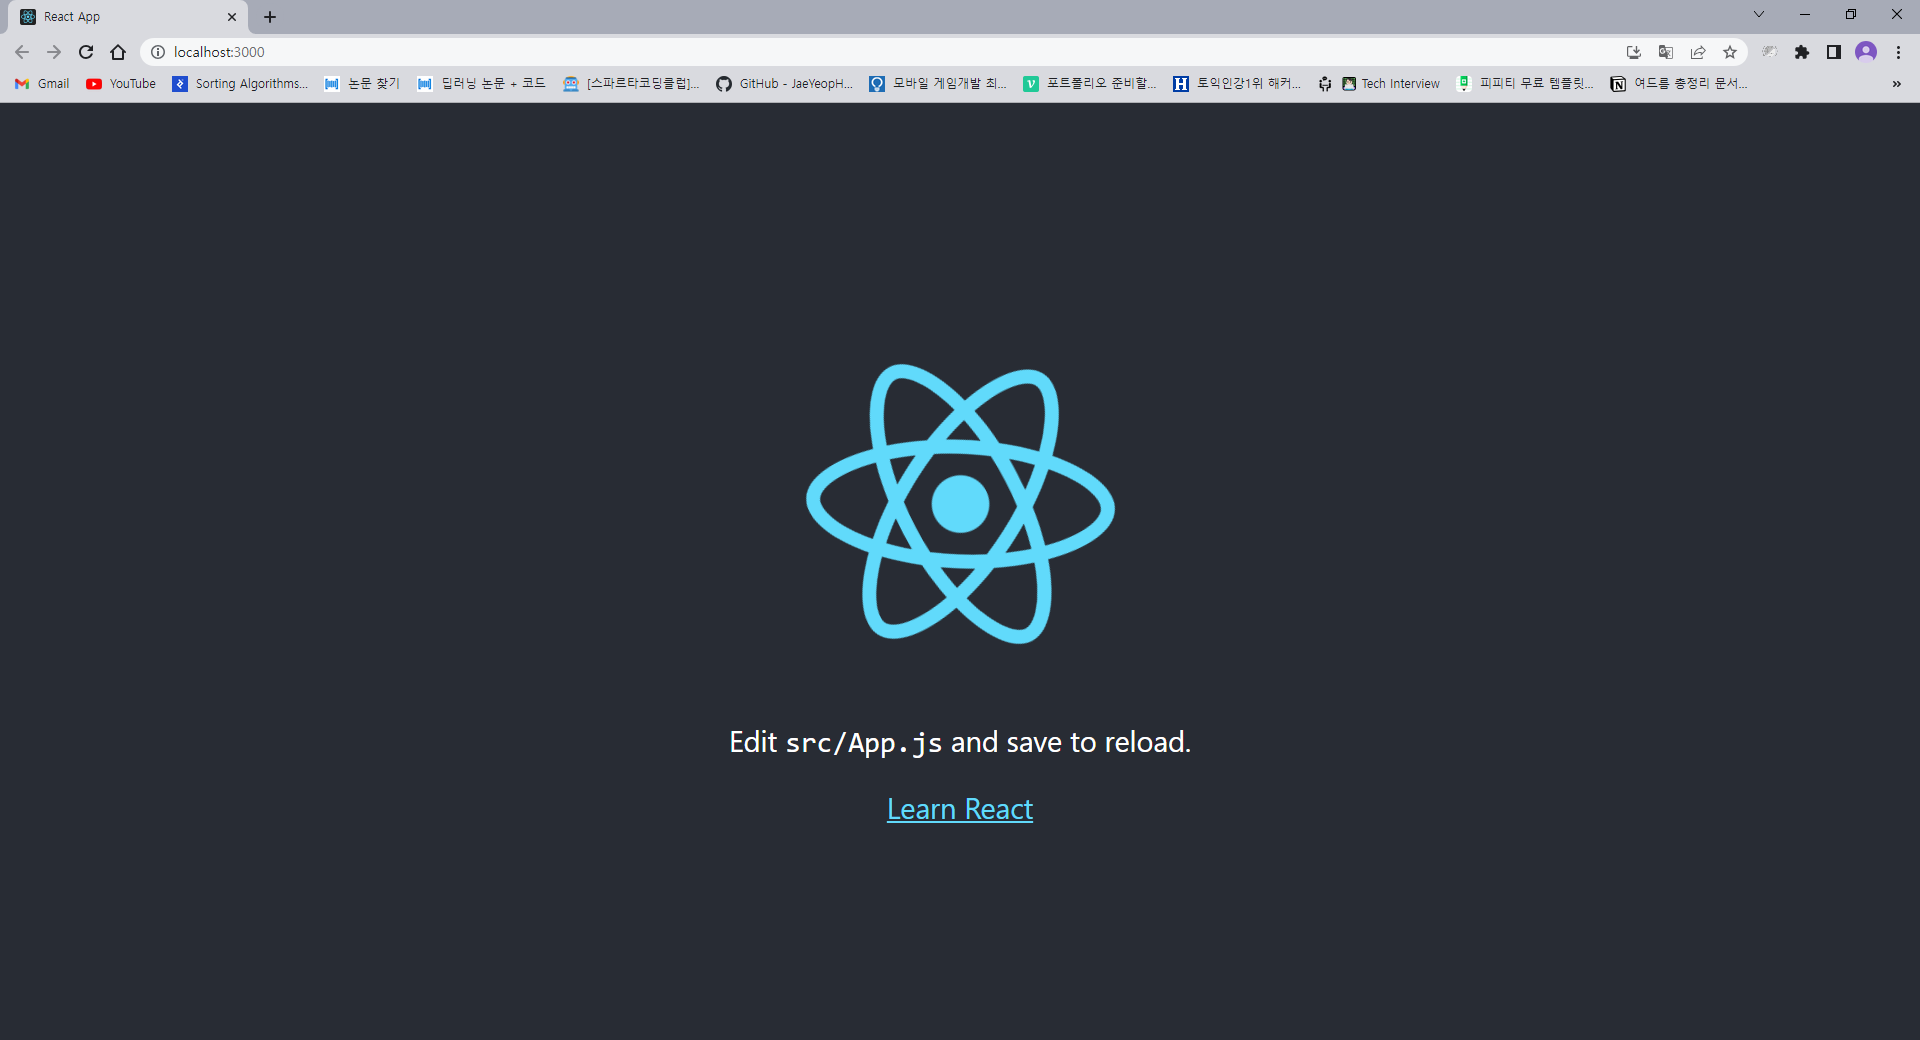 React App
localhost:3000
Gmail YouTube Sorting Algorithms... 논문 찾기 딥러닝 논문 + 코드 [스파르타코딩클럽]... GitHub - JaeYeopH... 모바일 게임개발 최... 포트폴리오 준비할... 토익인강1위 해커... Tech Interview 피피티 무료 템플릿... 여드름 총정리 문서...
Edit src/App.js and save to reload.
Learn React